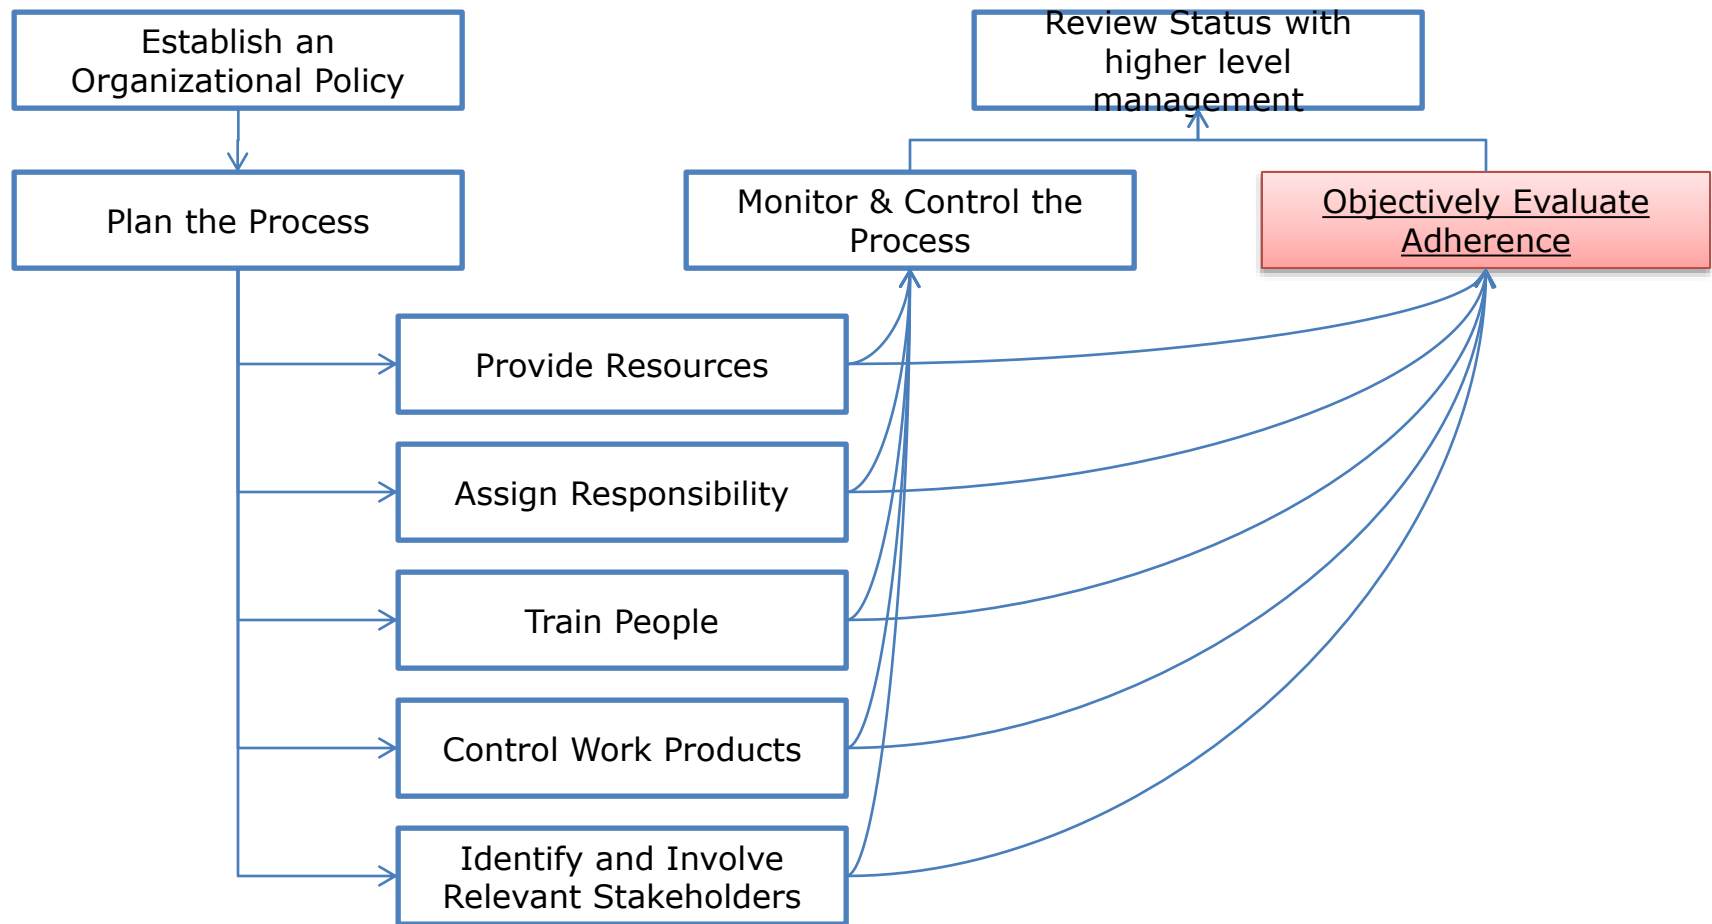 Establish an
Organizational Policy
Review Status with
higher level
management
Plan the Process
Monitor & Control the
Process
Objectively Evaluate
Adherence
Provide Resources
Assign Responsibility
Train People
Control Work Products
Identify and Involve
Relevant Stakeholders